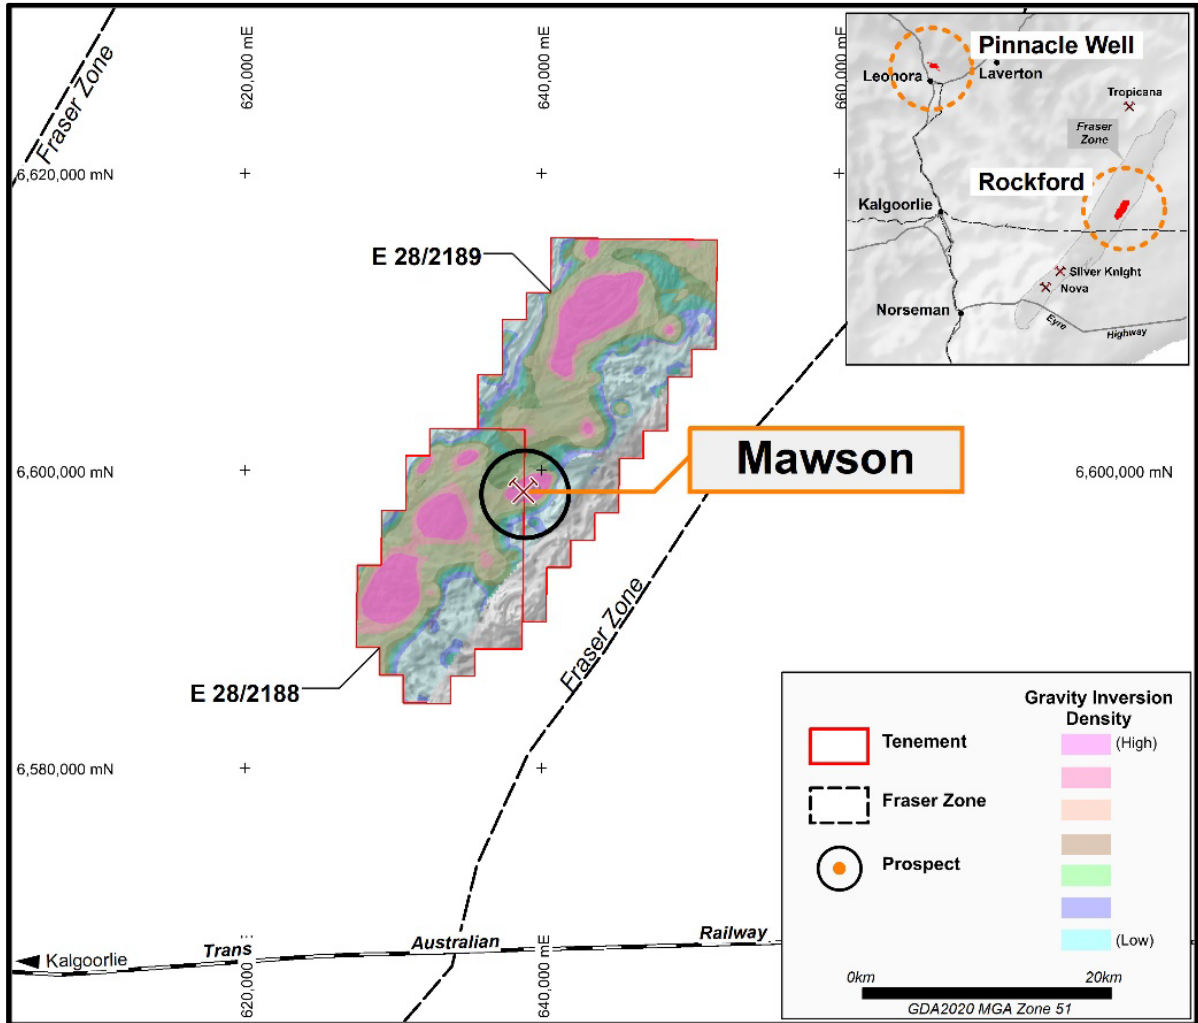 Fraser Zone
620,000 mE
640,000 mE
660,000 mE
6,620,000 mN
E 28/2189
Mawson
6,600,000 mN
6,600,000 mN
Fraser Zone
E 28/2188
6,580,000 mN
620,000 mE
640,000 mE
Kalgoorlie
Trans
Australian
Railway
Pinnacle Well
Leonora
Laverton
Tropicana
Fraser
Zone
Rockford
Kalgoorlie
Silver Knight
Nova
Norseman
Eyre
Highway
Gravity Inversion
Density
Tenement
(High)
Fraser Zone
Prospect
(Low)
0km
20km
GDA2020 MGA Zone 51